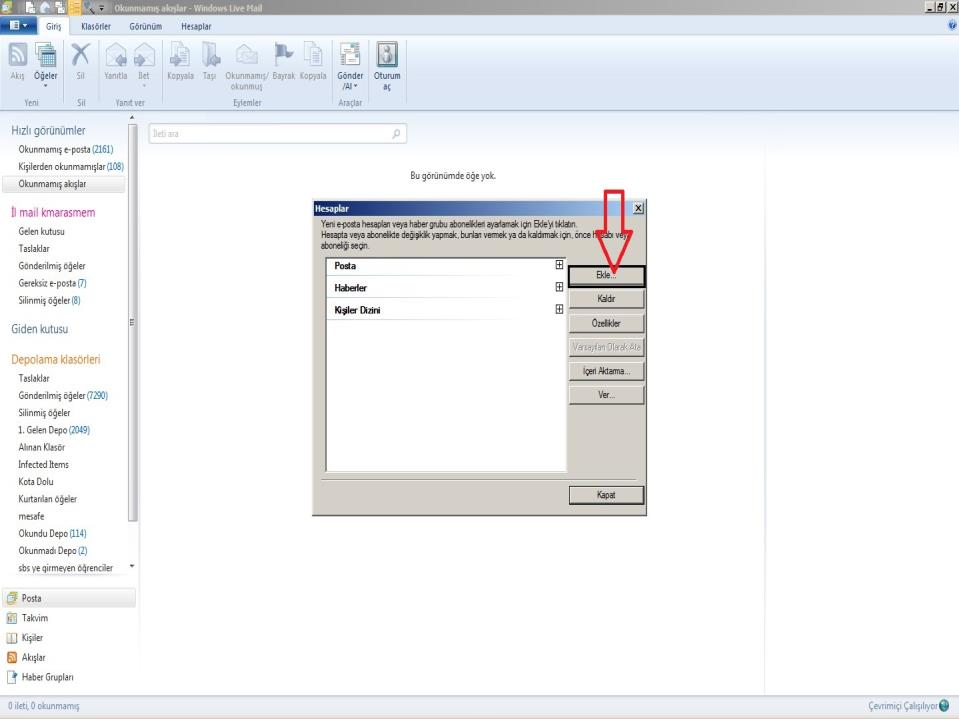 Okunmamış akışlar - Windows Live Mail
Giriş Klasörler Görünüm Hesaplar
Akış Öğeler Sil Yanıtla İlet Kopyala Taşı Okunmamış/ okunmuş Bayrak Kopyala Gönder /Al Oturum aç
Yeni Sil Yanıt ver Eylemler Araçlar
Hızlı görünümler
Okunmamış e-posta (2161)
Kişilerden okunmamışlar (108)
Okunmamış akışlar
İl mail kmarasmem
Gelen kutusu
Taslaklar
Gönderilmiş öğeler
Gereksiz e-posta (7)
Silinmiş öğeler (8)
Giden kutusu
Depolama klasörleri
Taslaklar
Gönderilmiş öğeler (7290)
Silinmiş öğeler
1. Gelen Depo (2049)
Alınan Klasör
Infected Items
Kota Dolu
Kurtarılan öğeler
mesafe
Okundu Depo (114)
Okunmadı Depo (2)
sbs ye girmeyen öğrenciler
Posta
Takvim
Kişiler
Akışlar
Haber Grupları
İleti ara
Bu görünümde öğe yok.
Hesaplar
Yeni e-posta hesapları veya haber grubu abonelikleri ayarlamak için Ekle'yi tıklatın.
Hesapta veya abonelikte değişiklik yapmak, bunları vermek ya da kaldırmak için, önce hesabı veya
aboneliği seçin.
Posta
Haberler
Kişiler Dizini
Ekle...
Kaldır
Özellikler
Varsayılan Olarak Ata
İçeri Aktarma...
Ver...
Kapat
0 ileti, 0 okunmamış
Çevrimiçi Çalışılıyor